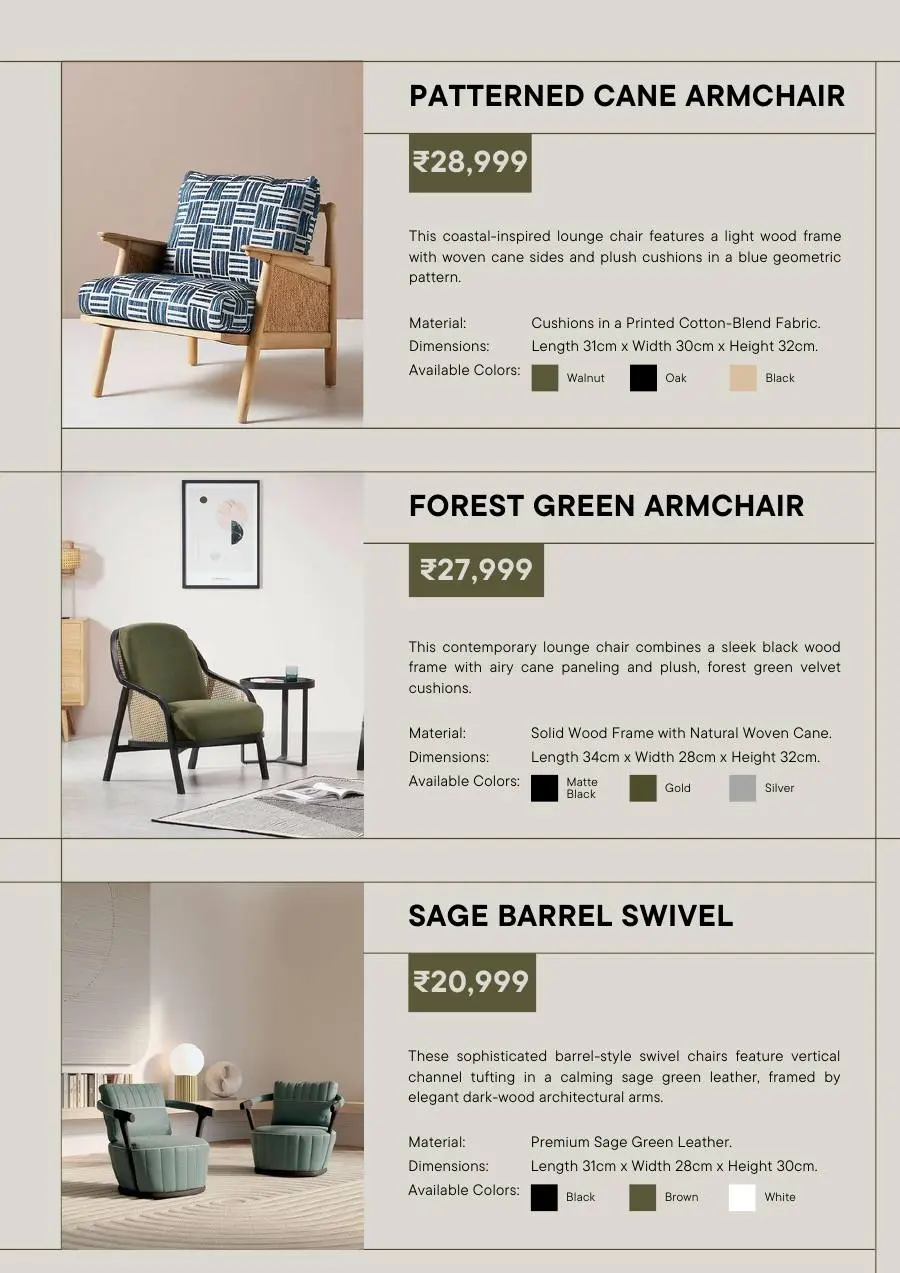 PATTERNED CANE ARMCHAIR
₹28,999
This coastal-inspired lounge chair features a light wood frame
with woven cane sides and plush cushions in a blue geometric
pattern.
Material: Cushions in a Printed Cotton-Blend Fabric.
Dimensions: Length 31cm x Width 30cm x Height 32cm.
Available Colors: Walnut Oak Black
FOREST GREEN ARMCHAIR
₹27,999
This contemporary lounge chair combines a sleek black wood
frame with airy cane paneling and plush, forest green velvet
cushions.
Material: Solid Wood Frame with Natural Woven Cane.
Dimensions: Length 34cm x Width 28cm x Height 32cm.
Available Colors: Matte Black Gold Silver
SAGE BARREL SWIVEL
₹20,999
These sophisticated barrel-style swivel chairs feature vertical
channel tufting in a calming sage green leather, framed by
elegant dark-wood architectural arms.
Material: Premium Sage Green Leather.
Dimensions: Length 31cm x Width 28cm x Height 30cm.
Available Colors: Black Brown White